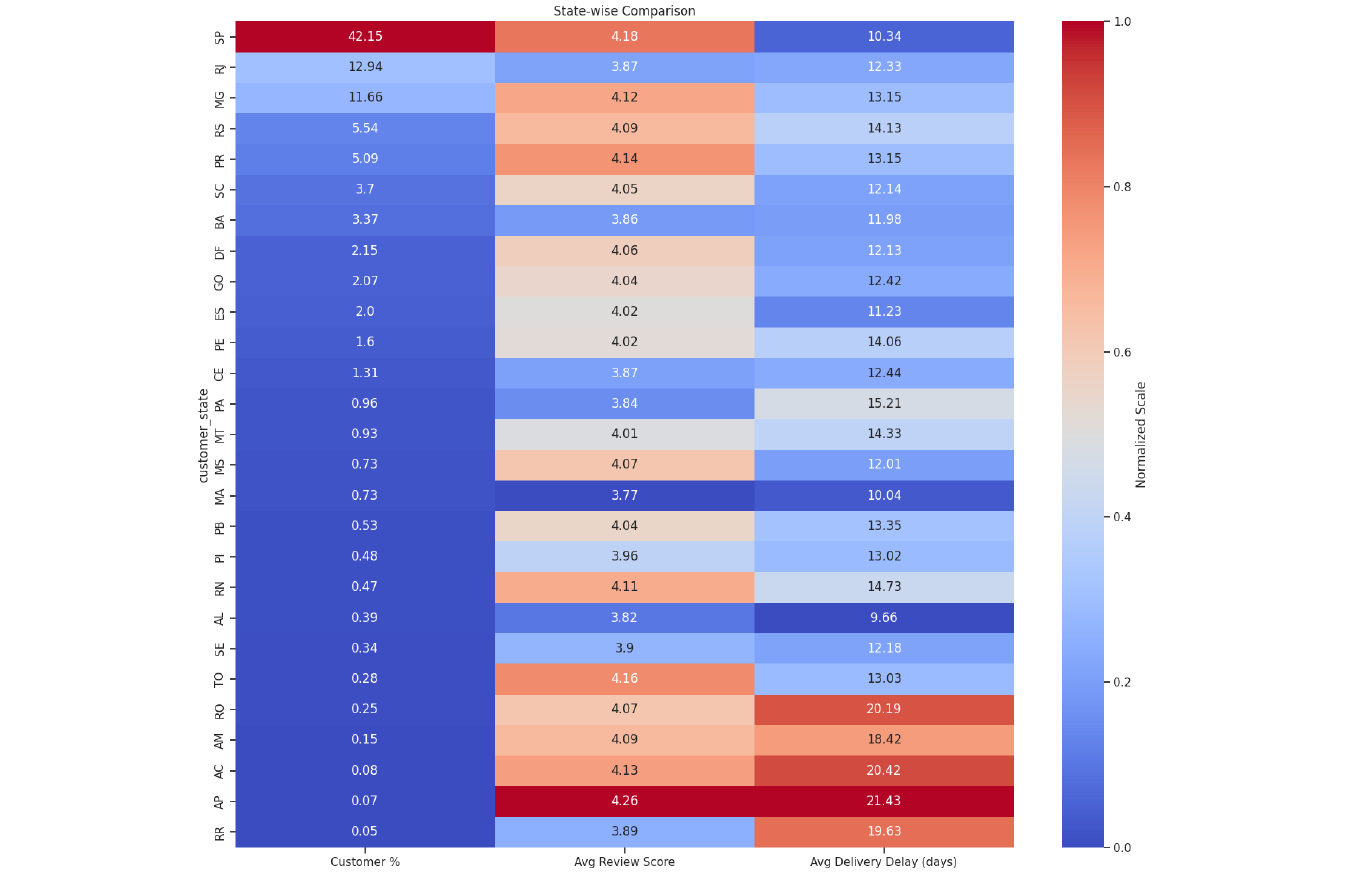 State-wise Comparison
SP 42.15 4.18 10.34
RJ 12.94 3.87 12.33
MG 11.66 4.12 13.15
RS 5.54 4.09 14.13
PR 5.09 4.14 13.15
SC 3.7 4.05 12.14
BA 3.37 3.86 11.98
DF 2.15 4.06 12.13
GO 2.07 4.04 12.42
ES 2.0 4.02 11.23
PE 1.6 4.02 14.06
CE 1.31 3.87 12.44
PA 0.96 3.84 15.21
MT 0.93 4.01 14.33
MS 0.73 4.07 12.01
MA 0.73 3.77 10.04
PB 0.53 4.04 13.35
PI 0.48 3.96 13.02
RN 0.47 4.11 14.73
AL 0.39 3.82 9.66
SE 0.34 3.9 12.18
TO 0.28 4.16 13.03
RO 0.25 4.07 20.19
AM 0.15 4.09 18.42
AC 0.08 4.13 20.42
AP 0.07 4.26 21.43
RR 0.05 3.89 19.63
customer_state
Customer % Avg Review Score Avg Delivery Delay (days)
1.0
0.8
0.6
0.4
0.2
0.0
Normalized Scale